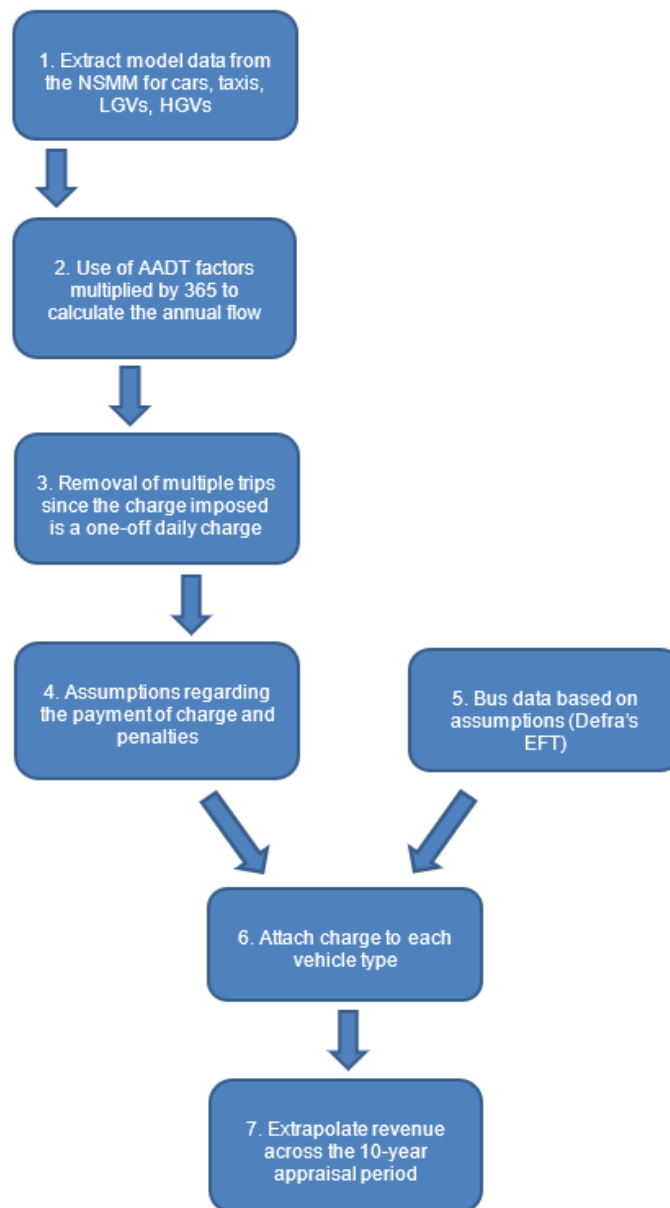 1. Extract model data from
the NSMM for cars, taxis,
LGVs, HGVs
2. Use of AADT factors
multiplied by 365 to
calculate the annual flow
3. Removal of multiple trips
since the charge imposed
is a one-off daily charge
4. Assumptions regarding
the payment of charge and
penalties
5. Bus data based on
assumptions (Defra's
EFT)
6. Attach charge to each
vehicle type
7. Extrapolate revenue
across the 10-year
appraisal period